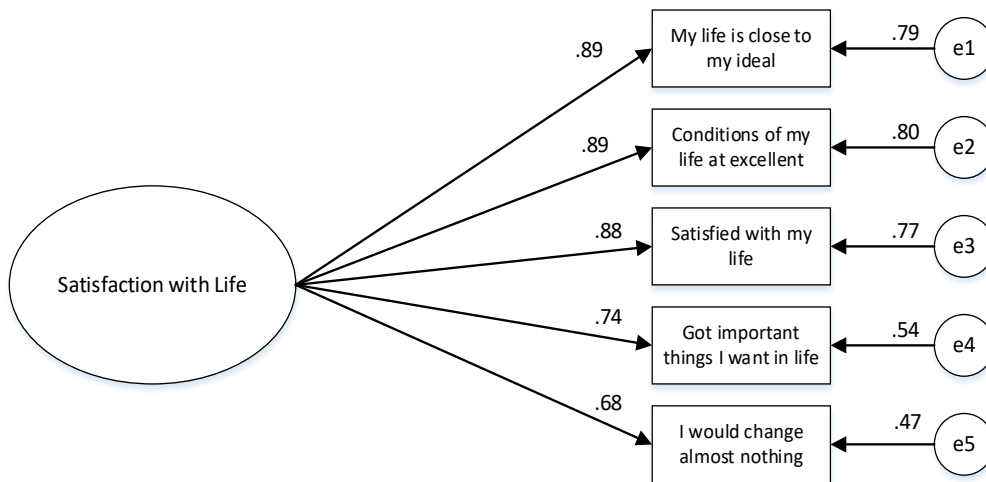 .89
My life is close to
my ideal
.79
e1
.89
Conditions of my
life at excellent
.80
e2
.88
Satisfied with my
life
.77
e3
Satisfaction with Life
.74
Got important
things I want in life
.54
e4
.68
I would change
almost nothing
.47
e5